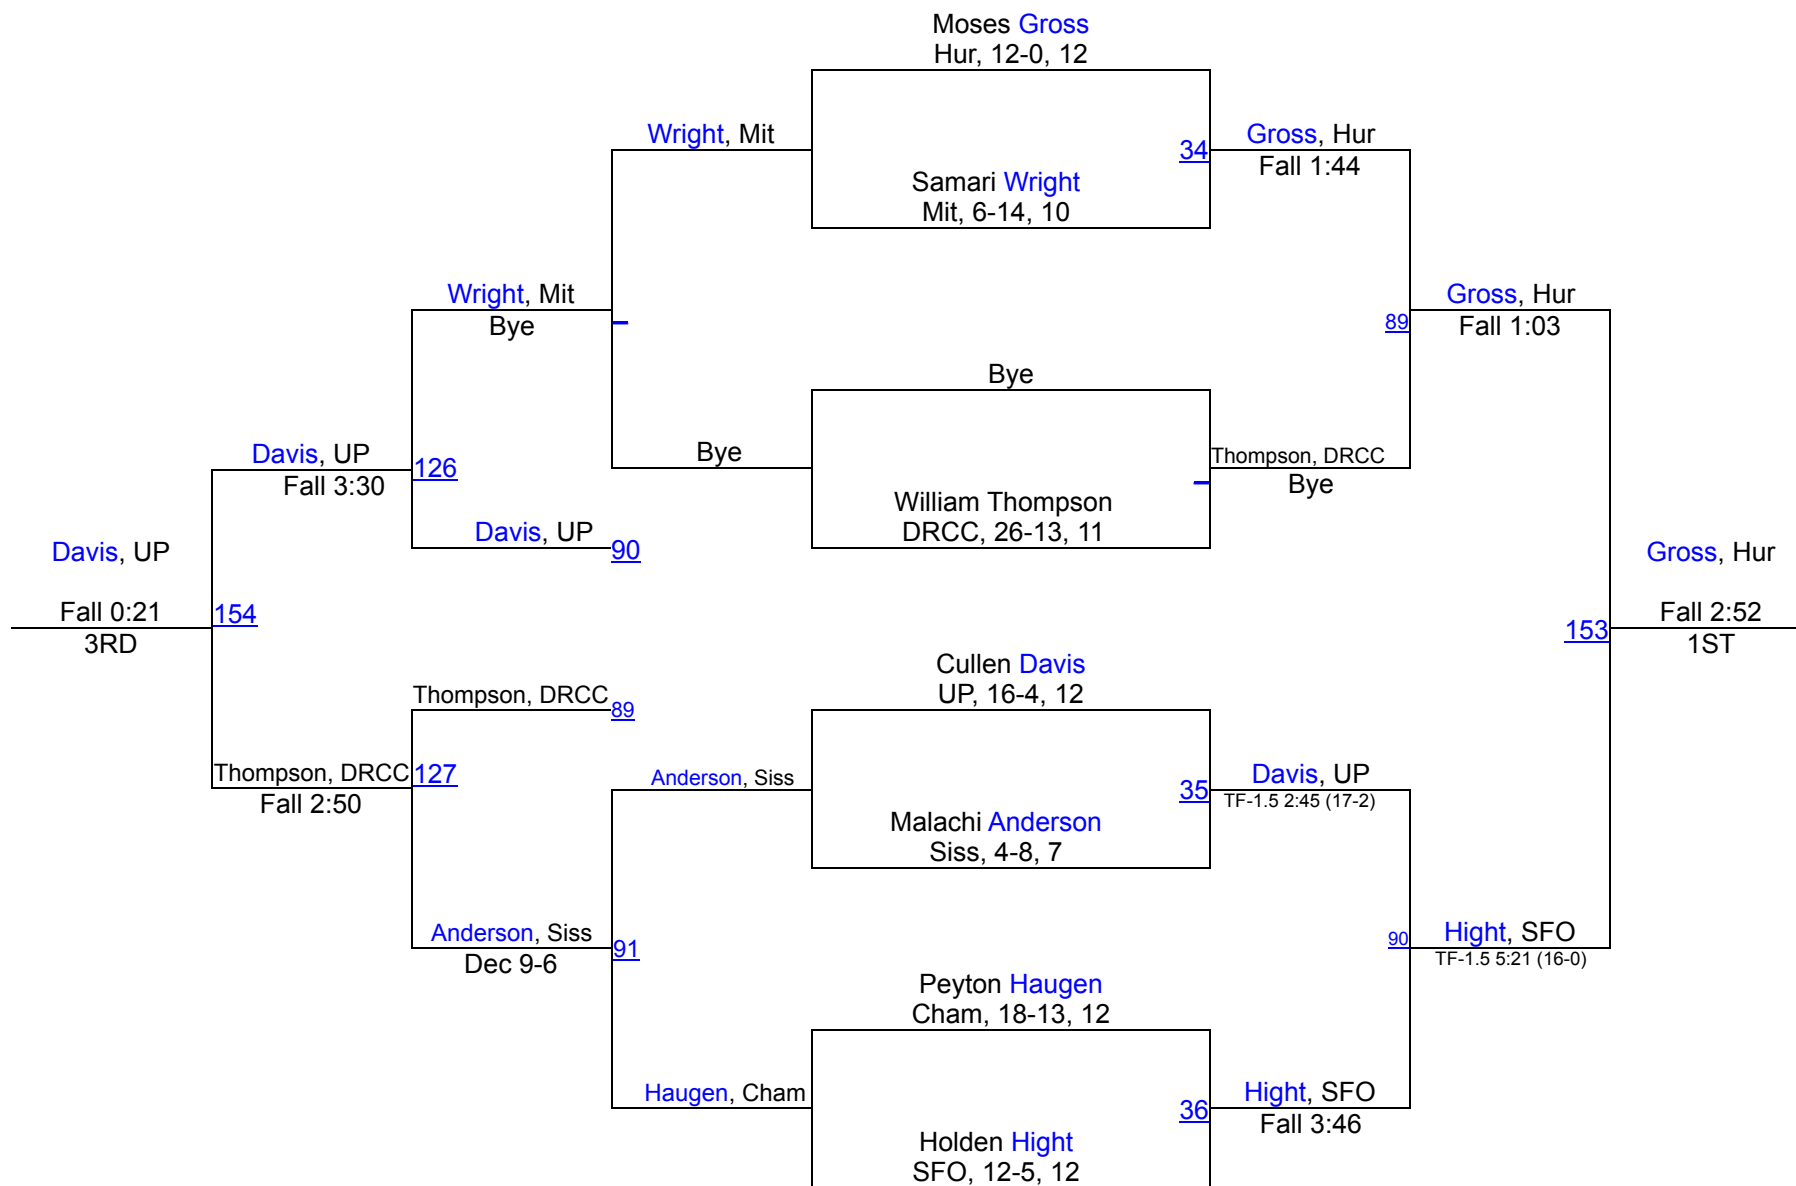 Moses Gross
Hur, 12-0, 12
Wright, Mit
34
Gross, Hur
Fall 1:44
Samari Wright
Mit, 6-14, 10
Wright, Mit
Bye
89
Gross, Hur
Fall 1:03
Bye
Davis, UP
Fall 3:30
126
Bye
Thompson, DRCC
Bye
William Thompson
DRCC, 26-13, 11
Davis, UP
90
Davis, UP
Fall 0:21
3RD
154
Gross, Hur
Fall 2:52
1ST
153
Cullen Davis
UP, 16-4, 12
Thompson, DRCC
89
Thompson, DRCC
Fall 2:50
127
Anderson, Siss
35
Davis, UP
TF-1.5 2:45 (17-2)
Malachi Anderson
Siss, 4-8, 7
Anderson, Siss
Dec 9-6
91
90
Hight, SFO
TF-1.5 5:21 (16-0)
Peyton Haugen
Cham, 18-13, 12
Haugen, Cham
36
Hight, SFO
Fall 3:46
Holden Hight
SFO, 12-5, 12